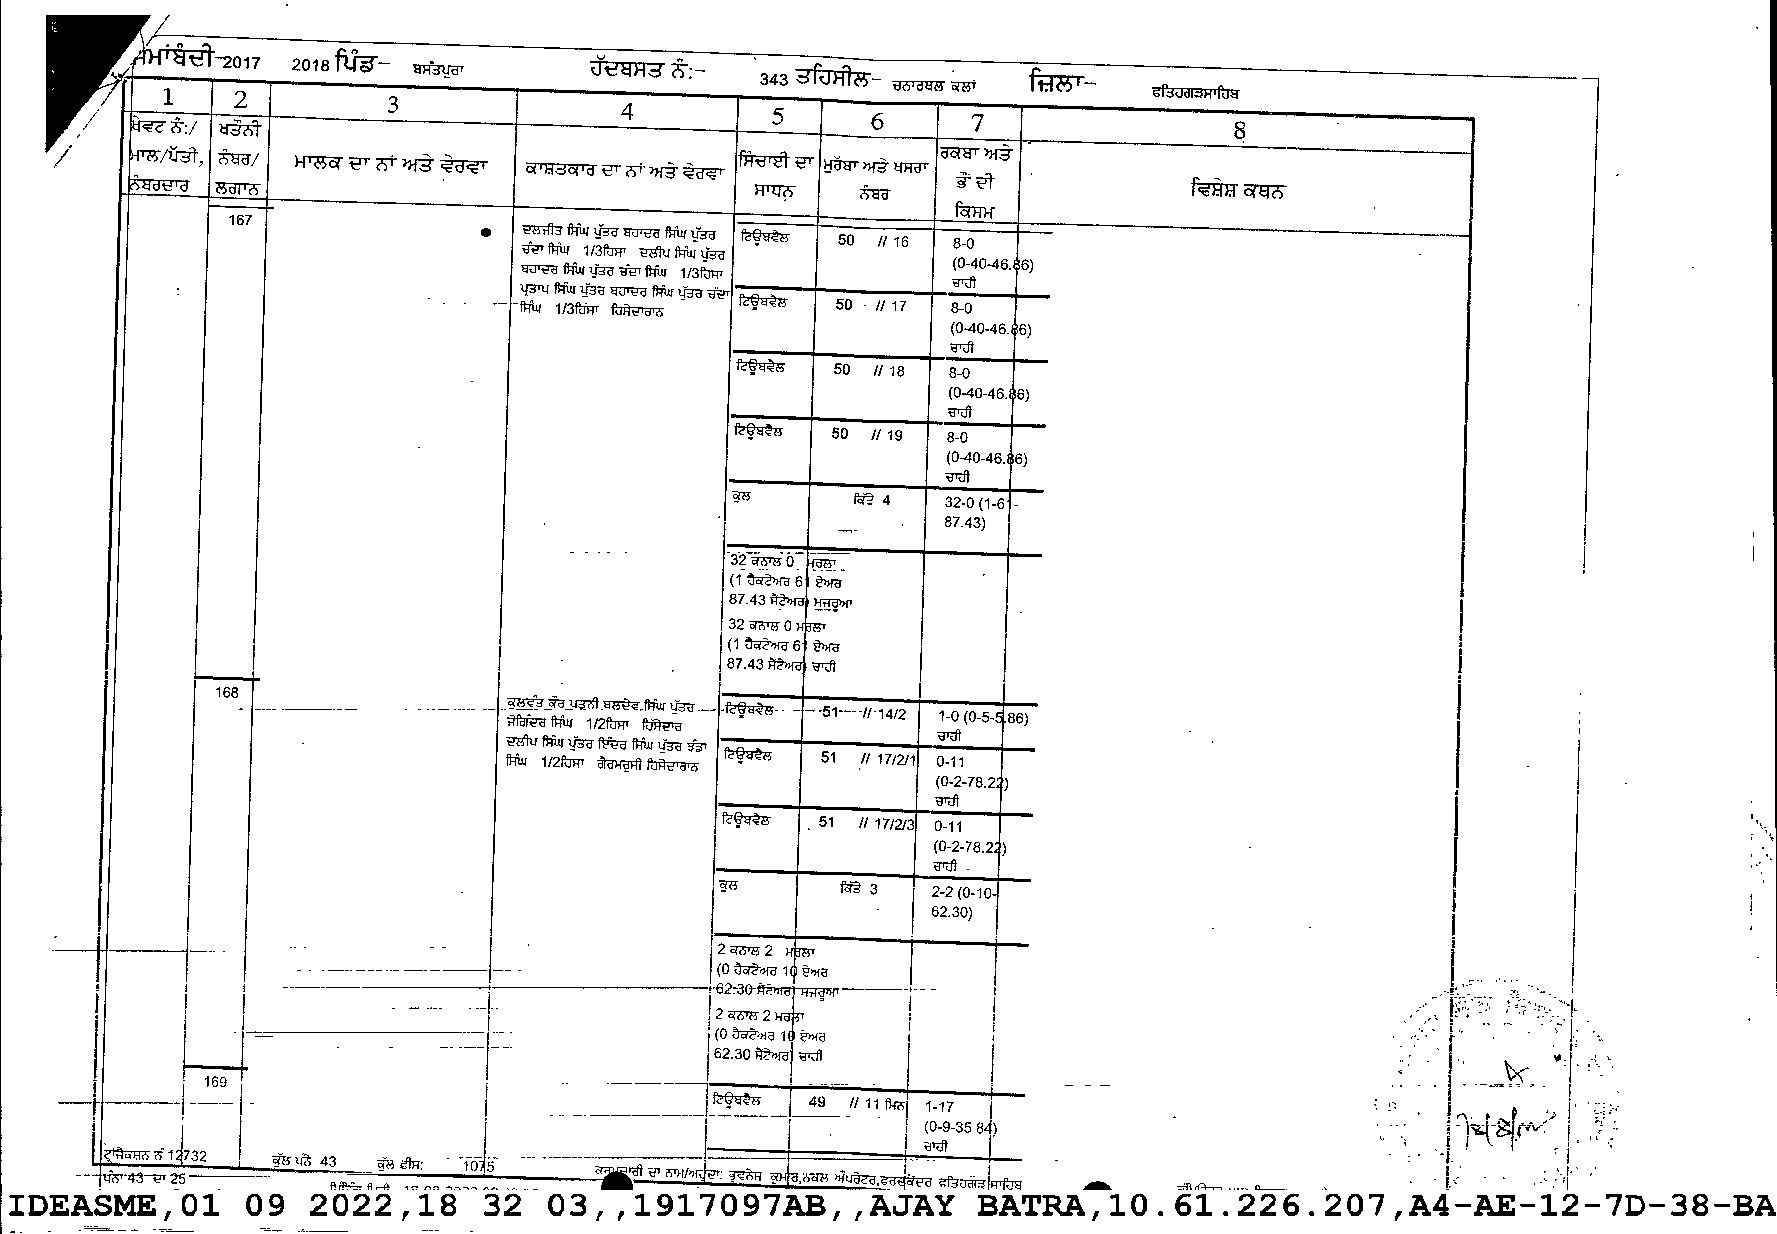 ਜਮਾਂਬੰਦੀ-2017 2018 ਪਿੰਡ- ਬਸੰਤਪੁਰਾ ਹੱਦਬਸਤ ਨੰ:- 343 ਤਹਿਸੀਲ- ਚਨਾਰਥਲ ਕਲਾਂ ਜ਼ਿਲਾ- ਫਤਿਹਗੜਸਾਹਿਬ
1 2 3 4 5 6 7 8
ਖੇਵਟ ਨੰ:/
ਮਾਲ/ਪੱਤੀ,
ਨੰਬਰਦਾਰ
ਖਤੌਨੀ
ਨੰਬਰ/
ਲਗਾਨ
ਮਾਲਕ ਦਾ ਨਾਂ ਅਤੇ ਵੇਰਵਾ
ਕਾਸ਼ਤਕਾਰ ਦਾ ਨਾਂ ਅਤੇ ਵੇਰਵਾ
ਸਿੰਚਾਈ ਦਾ
ਸਾਧਨ
ਮੁਰੱਬਾ ਅਤੇ ਖਸਰਾ
ਨੰਬਰ
ਰਕਬਾ ਅਤੇ
ਭੌਂ ਦੀ
ਕਿਸਮ
ਵਿਸ਼ੇਸ਼ ਕਥਨ
167
ਦਲਜੀਤ ਸਿੰਘ ਪੁੱਤਰ ਬਹਾਦਰ ਸਿੰਘ ਪੁੱਤਰ
ਚੰਦਾ ਸਿੰਘ 1/3ਹਿਸਾ ਦਲੀਪ ਸਿੰਘ ਪੁੱਤਰ
ਬਹਾਦਰ ਸਿੰਘ ਪੁੱਤਰ ਚੰਦਾ ਸਿੰਘ 1/3ਹਿਸਾ
ਪ੍ਰਤਾਪ ਸਿੰਘ ਪੁੱਤਰ ਬਹਾਦਰ ਸਿੰਘ ਪੁੱਤਰ ਚੰਦਾ
ਸਿੰਘ 1/3ਹਿਸਾ ਹਿਸੇਦਾਰਾਨ
ਟਿਊਬਵੈਲ 50 // 16 8-0
(0-40-46.86)
ਚਾਹੀ
ਟਿਊਬਵੈਲ 50 // 17 8-0
(0-40-46.86)
ਚਾਹੀ
ਟਿਊਬਵੈਲ 50 // 18 8-0
(0-40-46.86)
ਚਾਹੀ
ਟਿਊਬਵੈਲ 50 // 19 8-0
(0-40-46.86)
ਚਾਹੀ
ਕੁਲ ਕਿੱਤੇ 4 32-0 (1-61-
87.43)
32 ਕਨਾਲ 0 ਮਰਲਾ
(1 ਹੈਕਟੇਅਰ 61 ਏਅਰ
87.43 ਸੈਂਟੇਅਰ) ਮਜਰੂਆ
32 ਕਨਾਲ 0 ਮਰਲਾ
(1 ਹੈਕਟੇਅਰ 61 ਏਅਰ
87.43 ਸੈਂਟੇਅਰ) ਚਾਹੀ
168
ਕੁਲਵੰਤ ਕੌਰ ਪਤਨੀ ਬਲਦੇਵ ਸਿੰਘ ਪੁੱਤਰ
ਜੋਗਿੰਦਰ ਸਿੰਘ 1/2ਹਿਸਾ ਹਿਸੇਦਾਰ
ਦਲੀਪ ਸਿੰਘ ਪੁੱਤਰ ਇੰਦਰ ਸਿੰਘ ਪੁੱਤਰ ਝੰਡਾ
ਸਿੰਘ 1/2ਹਿਸਾ ਗੈਰਮਰੂਸੀ ਹਿਸੇਦਾਰਾਨ
ਟਿਊਬਵੈਲ 51 // 14/2 1-0 (0-5-5.86)
ਚਾਹੀ
ਟਿਊਬਵੈਲ 51 // 17/2/1 0-11
(0-2-78.22)
ਚਾਹੀ
ਟਿਊਬਵੈਲ 51 // 17/2/3 0-11
(0-2-78.22)
ਚਾਹੀ
ਕੁਲ ਕਿੱਤੇ 3 2-2 (0-10-
62.30)
2 ਕਨਾਲ 2 ਮਰਲਾ
(0 ਹੈਕਟੇਅਰ 10 ਏਅਰ
62.30 ਸੈਂਟੇਅਰ) ਮਜਰੂਆ
2 ਕਨਾਲ 2 ਮਰਲਾ
(0 ਹੈਕਟੇਅਰ 10 ਏਅਰ
62.30 ਸੈਂਟੇਅਰ) ਚਾਹੀ
169
ਟਿਊਬਵੈਲ 49 // 11 ਮਿਨ 1-17
(0-9-35 84)
ਚਾਹੀ
ਟ੍ਰਾਂਜੈਕਸ਼ਨ ਨੰ 12732 ਕੁੱਲ ਪੰਨੇ 43 ਕੁੱਲ ਫੀਸ: 1075 ਕਰਮਚਾਰੀ ਦਾ ਨਾਮ/ਅਹੁਦਾ: ਭੁਵਨੇਸ਼ ਕੁਮਾਰ, ਔਪਰੇਟਰ, ਫਤਿਹਗੜ ਸਾਹਿਬ
ਪੰਨਾ 43 ਦਾ 25
IDEASME,01 09 2022,18 32 03,,1917097AB,,AJAY BATRA,10.61.226.207,A4-AE-12-7D-38-BA